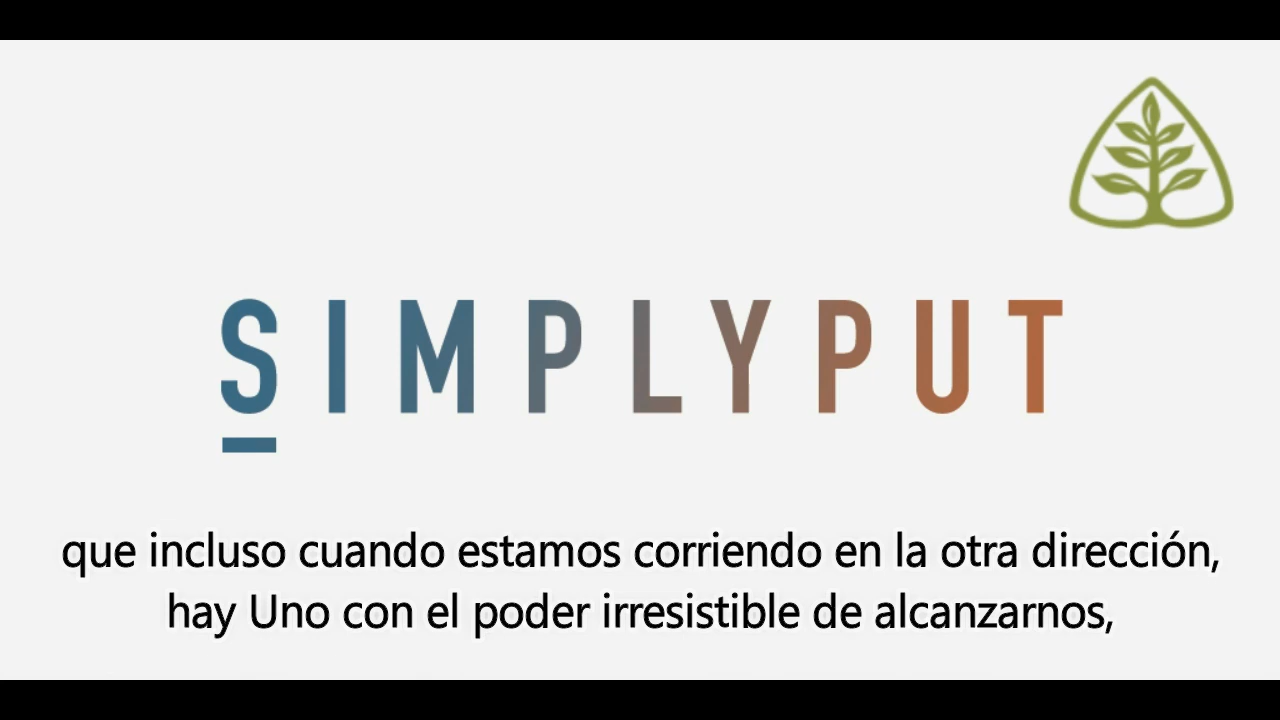 SIMPLYPUT
que incluso cuando estamos corriendo en la otra dirección,
hay Uno con el poder irresistible de alcanzarnos,